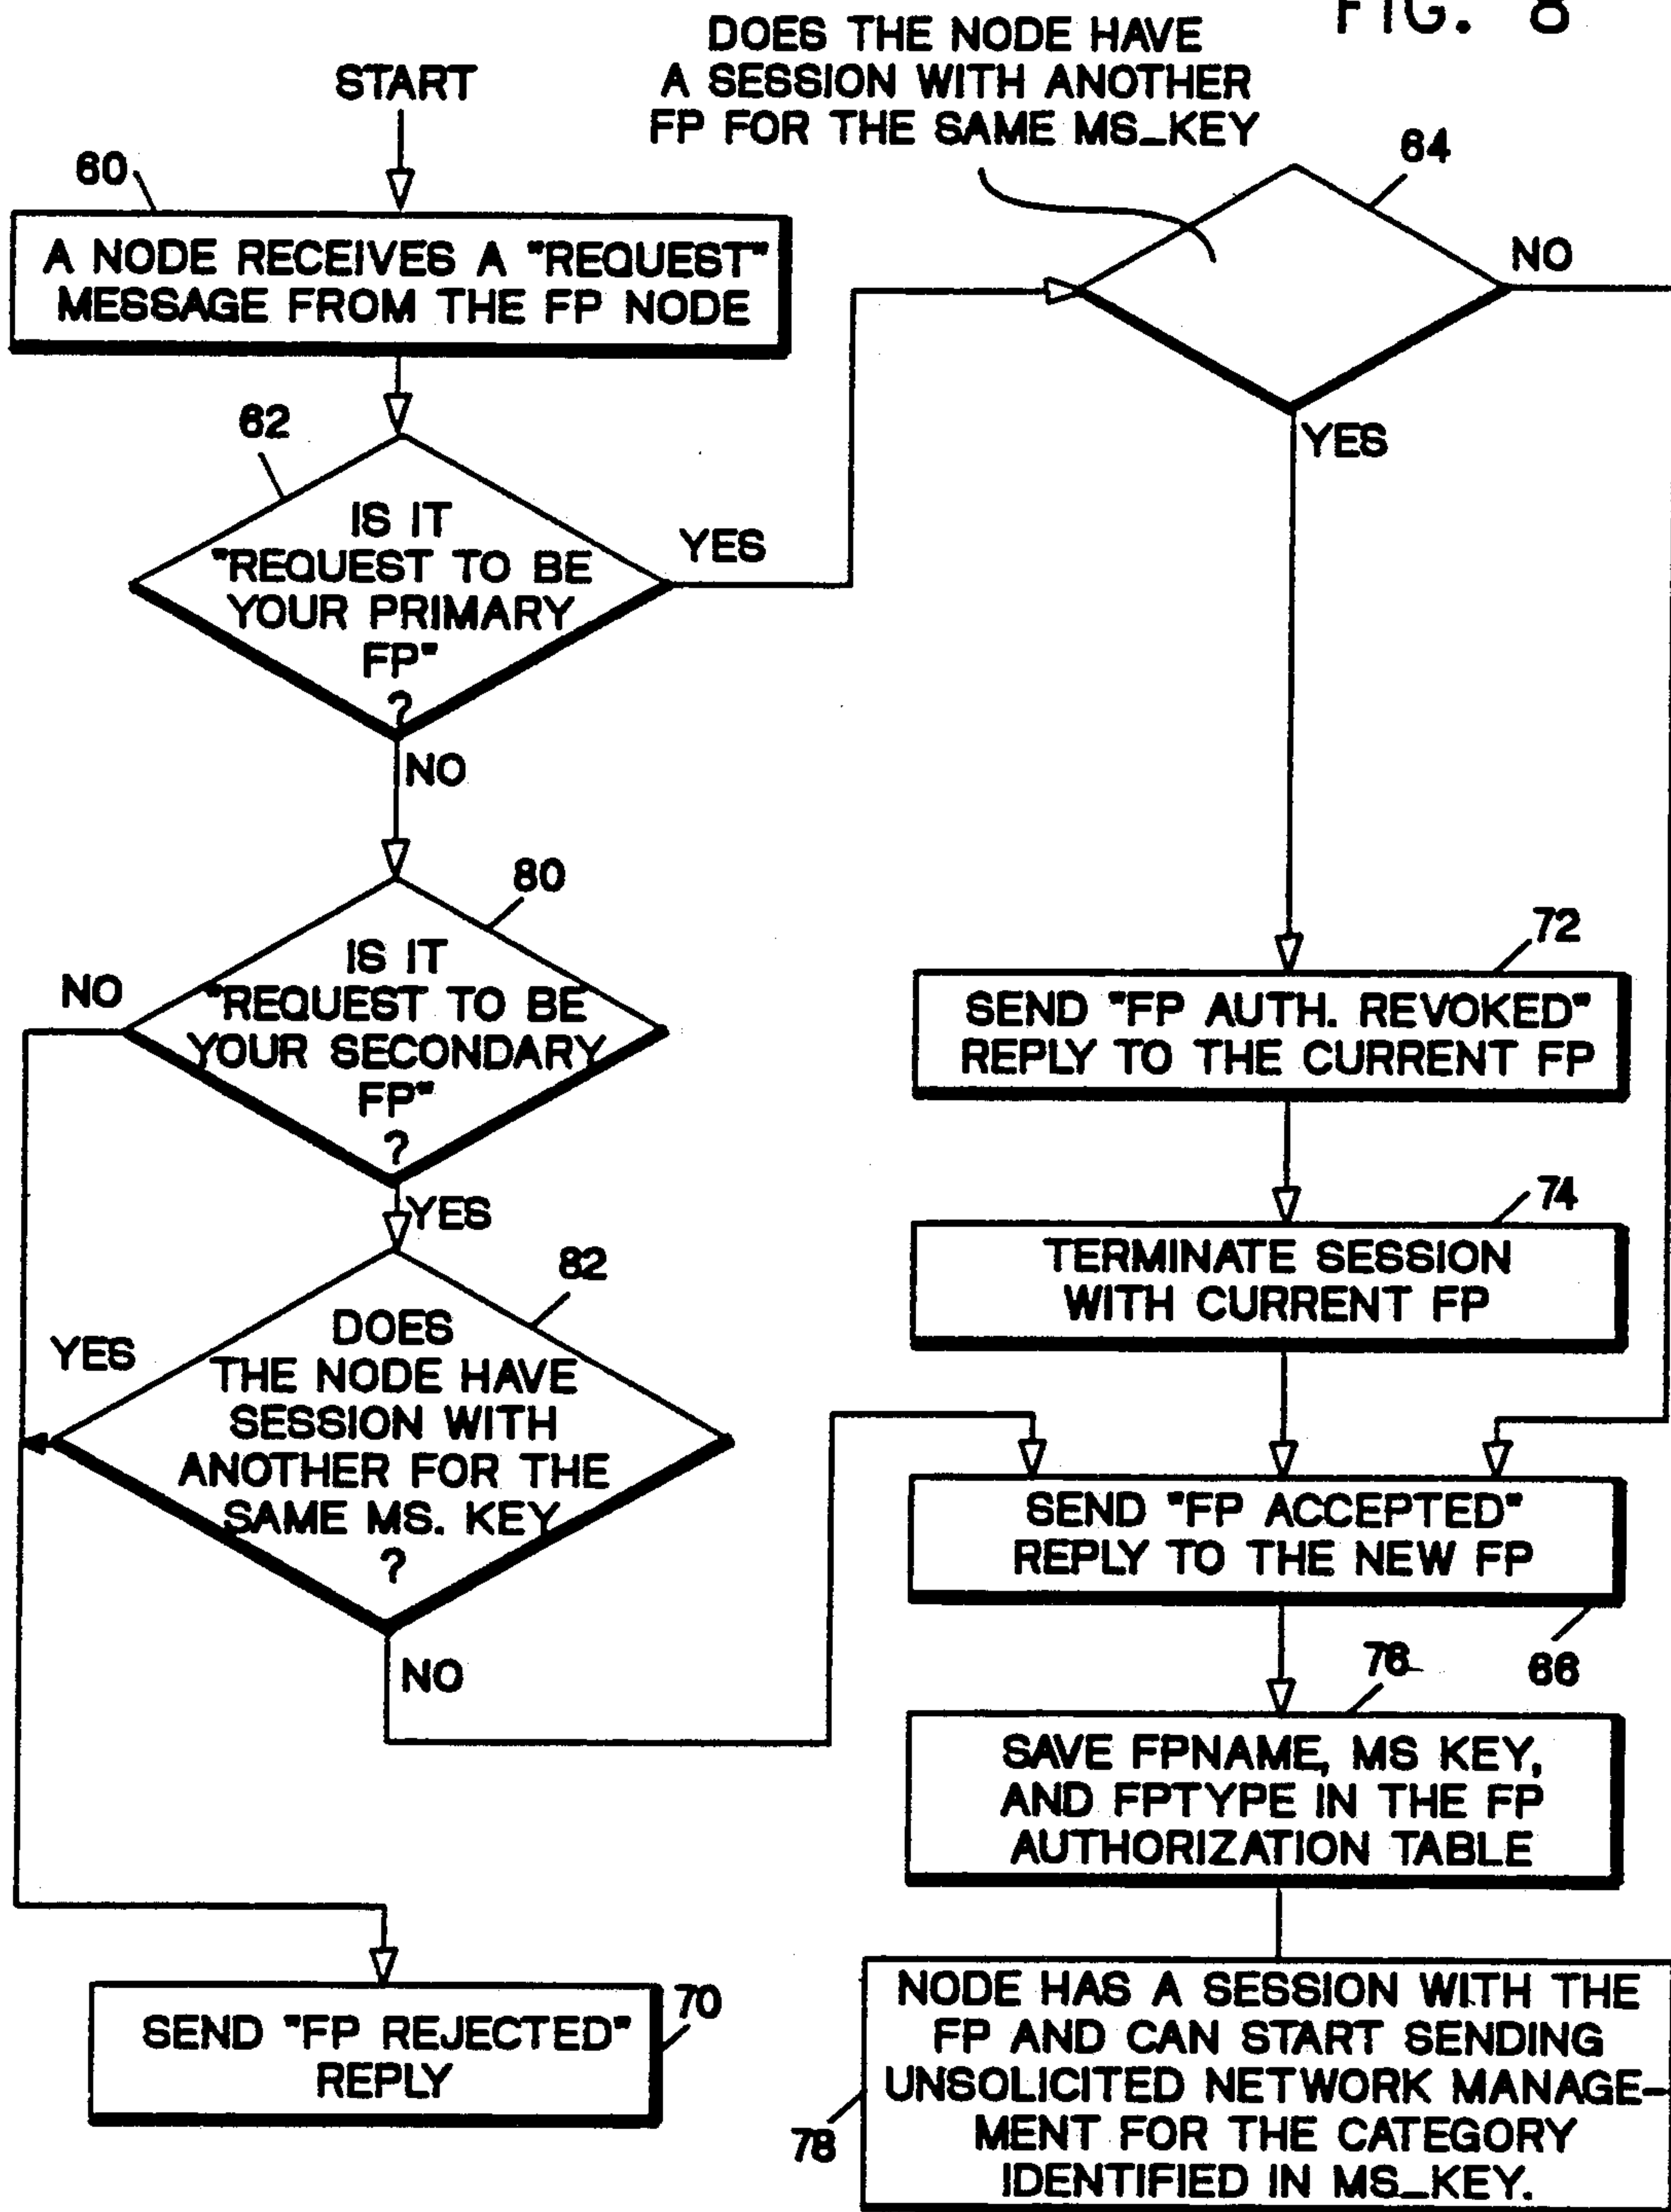 FIG. 8
DOES THE NODE HAVE
A SESSION WITH ANOTHER
FP FOR THE SAME MS_KEY
START
60
A NODE RECEIVES A "REQUEST"
MESSAGE FROM THE FP NODE
64
NO
YES
62
IS IT
"REQUEST TO BE
YOUR PRIMARY
FP"
?
YES
NO
80
IS IT
"REQUEST TO BE
YOUR SECONDARY
FP"
?
NO
YES
72
SEND "FP AUTH. REVOKED"
REPLY TO THE CURRENT FP
74
TERMINATE SESSION
WITH CURRENT FP
82
DOES
THE NODE HAVE
SESSION WITH
ANOTHER FOR THE
SAME MS. KEY
?
YES
NO
SEND "FP ACCEPTED"
REPLY TO THE NEW FP
66
76
SAVE FPNAME, MS KEY,
AND FPTYPE IN THE FP
AUTHORIZATION TABLE
70
SEND "FP REJECTED"
REPLY
78
NODE HAS A SESSION WITH THE
FP AND CAN START SENDING
UNSOLICITED NETWORK MANAGE-
MENT FOR THE CATEGORY
IDENTIFIED IN MS_KEY.